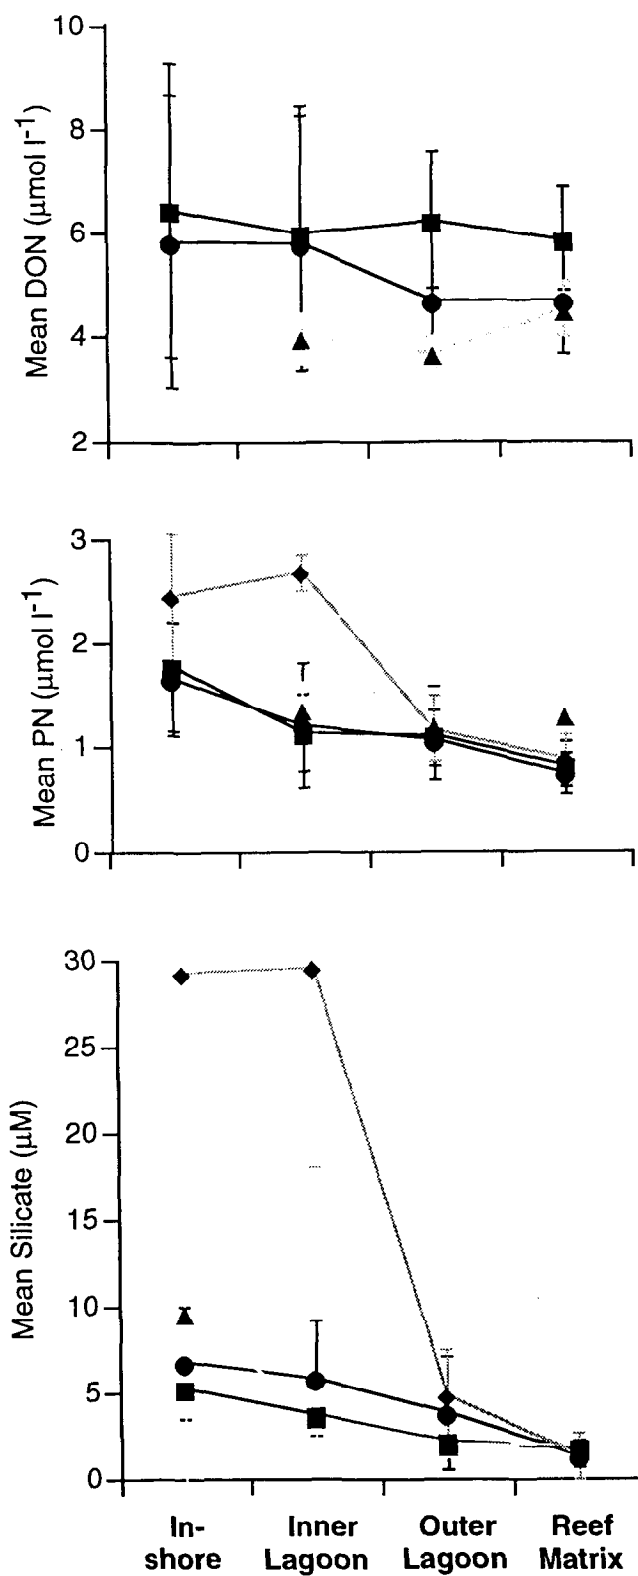 10
8
6
4
2
Mean DON (µmol l-1)
3
2
1
0
Mean PN (µmol l-1)
30
25
20
15
10
5
0
Mean Silicate (µM)
In-
shore
Inner
Lagoon
Outer
Lagoon
Reef
Matrix